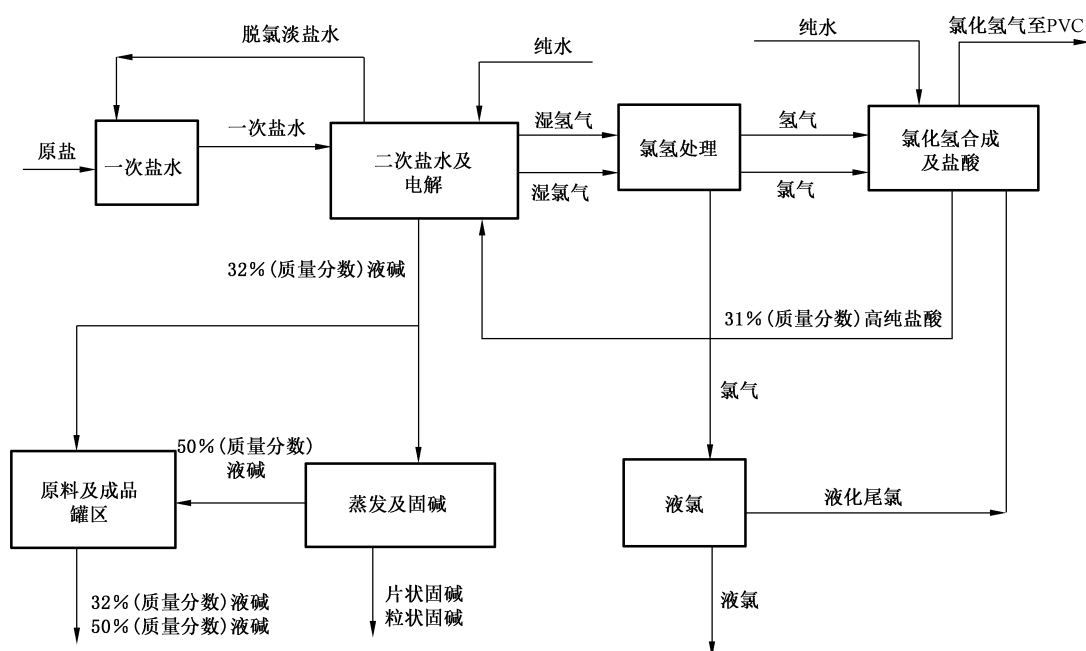 脱氯淡盐水
纯水
纯水
氯化氢气至PVC
原盐
一次盐水
一次盐水
二次盐水及
电解
湿氢气
湿氯气
氯氢处理
氢气
氯气
氯化氢合成
及盐酸
32%(质量分数)液碱
31%(质量分数)高纯盐酸
氯气
50%(质量分数)
液碱
原料及成品
罐区
蒸发及固碱
液氯
液化尾氯
32%(质量分数)液碱
50%(质量分数)液碱
片状固碱
粒状固碱
液氯